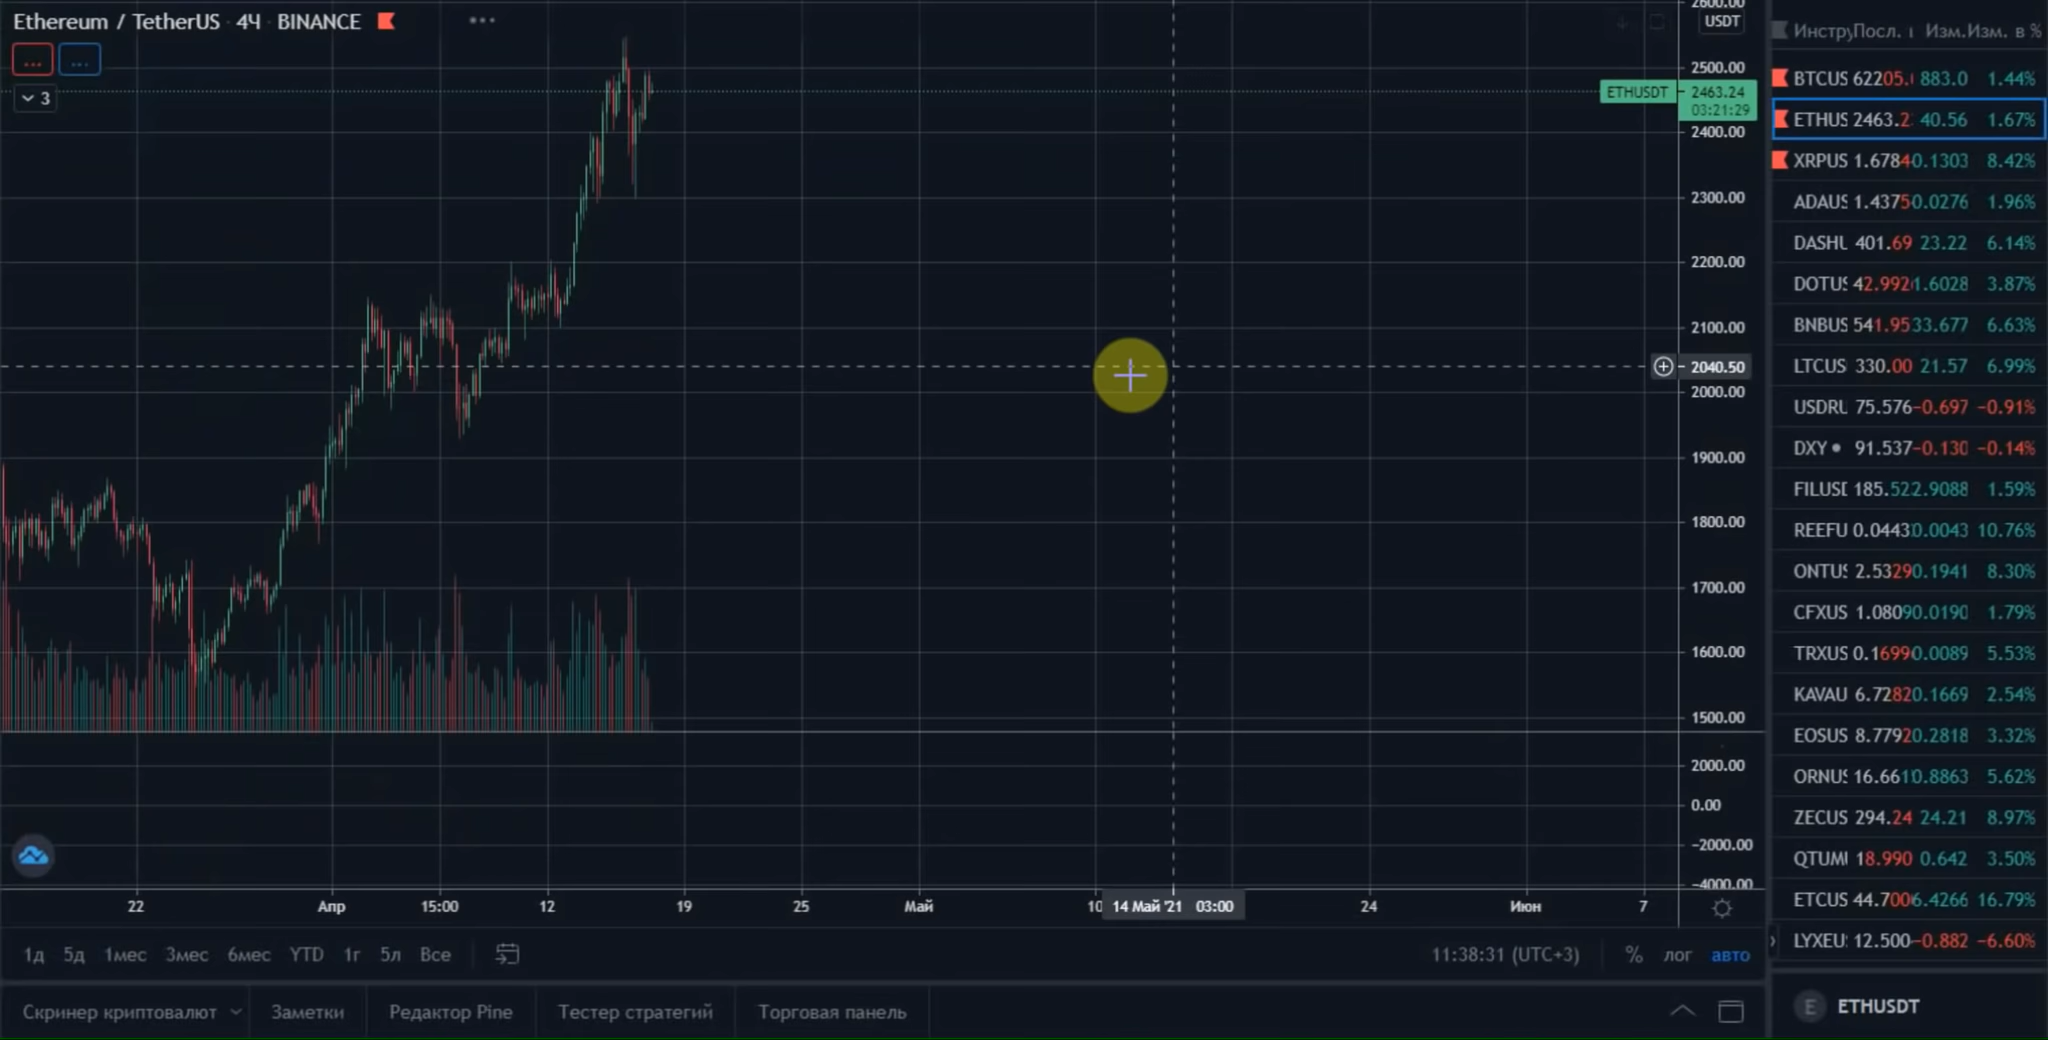 Ethereum / TetherUS · 4Ч · BINANCE
3
2600.00
USDT
2500.00
ETHUSDT 2463.24
03:21:29
2400.00
2300.00
2200.00
2100.00
2040.50
2000.00
1900.00
1800.00
1700.00
1600.00
1500.00
2000.00
0.00
−2000.00
−4000.00
22 Апр 15:00 12 19 25 Май 10 14 Май '21 03:00 24 Июн 7
1д 5д 1мес 3мес 6мес YTD 1г 5л Все
11:38:31 (UTC+3) % лог авто
Скринер криптовалют Заметки Редактор Pine Тестер стратегий Торговая панель
Инстру Посл. Изм. Изм. в %
BTCUS 62205. 883.0 1.44%
ETHUS 2463.2 40.56 1.67%
XRPUS 1.6784 0.1303 8.42%
ADAUS 1.4375 0.0276 1.96%
DASHU 401.69 23.22 6.14%
DOTUS 42.992 1.6028 3.87%
BNBUS 541.95 33.677 6.63%
LTCUS 330.00 21.57 6.99%
USDRU 75.576 −0.697 −0.91%
DXY 91.537 −0.130 −0.14%
FILUSD 185.52 2.9088 1.59%
REEFU 0.0443 0.0043 10.76%
ONTUS 2.5329 0.1941 8.30%
CFXUS 1.0809 0.0190 1.79%
TRXUS 0.1699 0.0089 5.53%
KAVAU 6.7282 0.1669 2.54%
EOSUS 8.7792 0.2818 3.32%
ORNUS 16.661 0.8863 5.62%
ZECUS 294.24 24.21 8.97%
QTUMU 18.990 0.642 3.50%
ETCUS 44.700 6.4266 16.79%
LYXEU 12.500 −0.882 −6.60%
E ETHUSDT